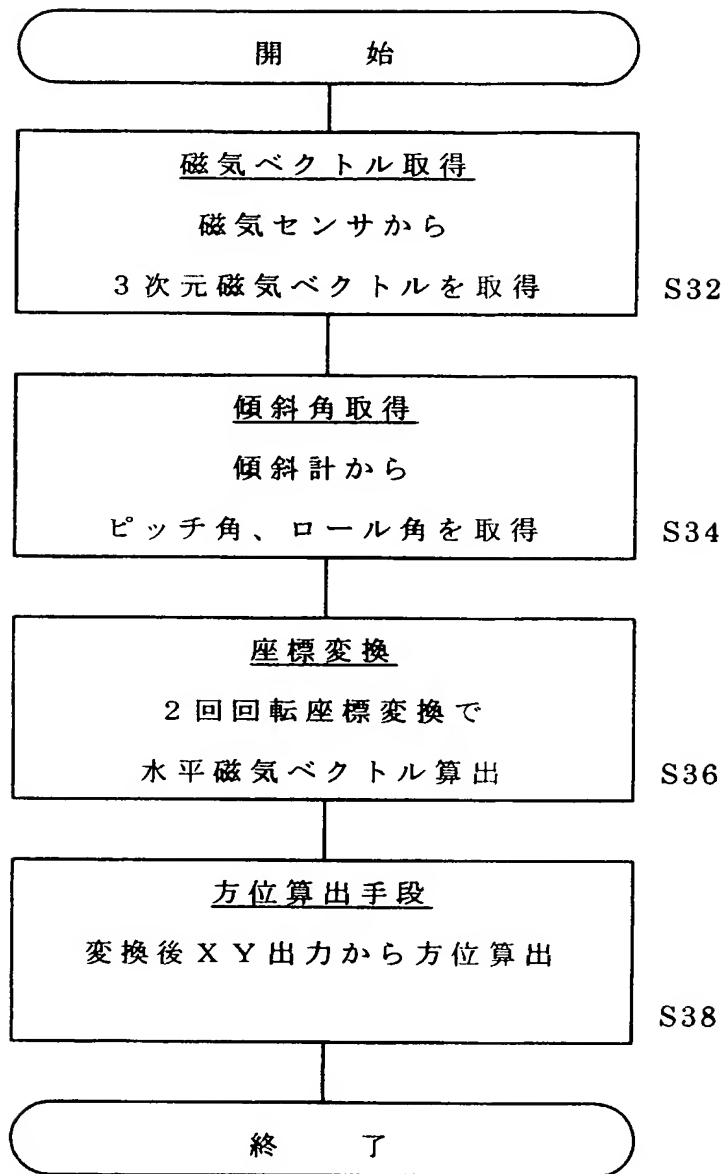 開始
磁気ベクトル取得
磁気センサから
3次元磁気ベクトルを取得
S32
傾斜角取得
傾斜計から
ピッチ角、ロール角を取得
S34
座標変換
2回回転座標変換で
水平磁気ベクトル算出
S36
方位算出手段
変換後XY出力から方位算出
S38
終了